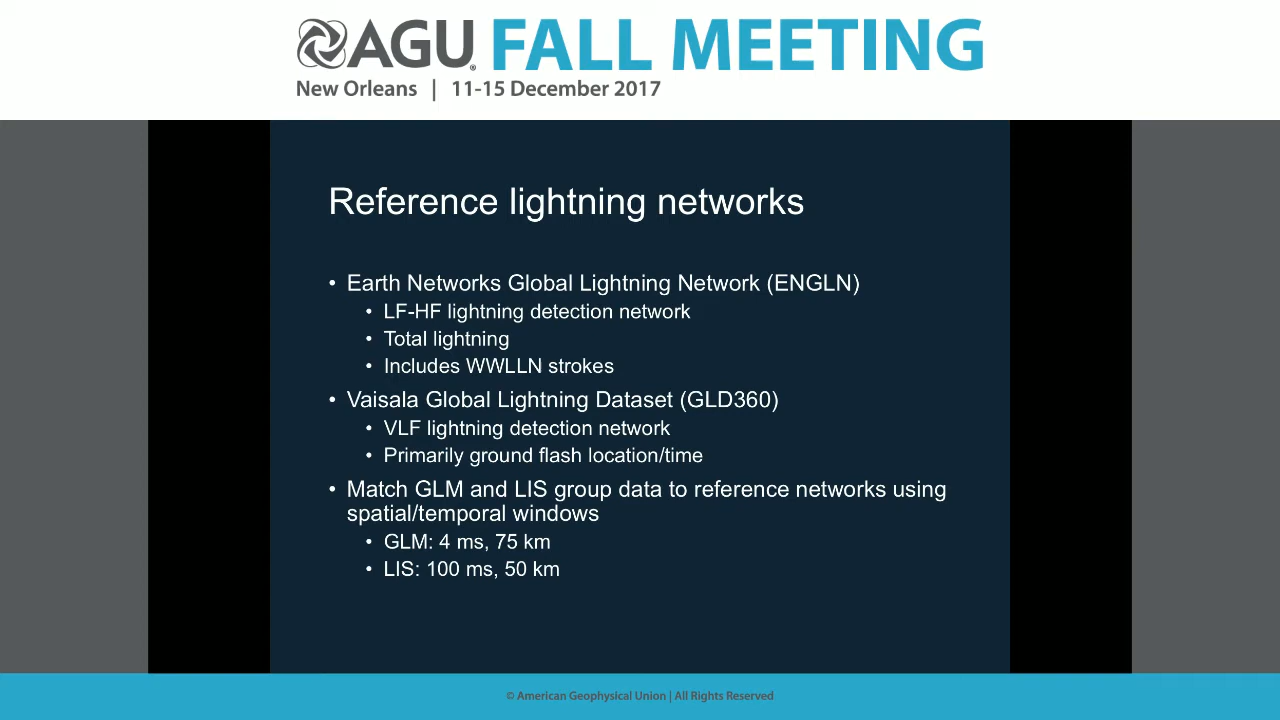 AGU FALL MEETING
New Orleans | 11-15 December 2017
Reference lightning networks
• Earth Networks Global Lightning Network (ENGLN)
• LF-HF lightning detection network
• Total lightning
• Includes WWLLN strokes
• Vaisala Global Lightning Dataset (GLD360)
• VLF lightning detection network
• Primarily ground flash location/time
• Match GLM and LIS group data to reference networks using
spatial/temporal windows
• GLM: 4 ms, 75 km
• LIS: 100 ms, 50 km
© American Geophysical Union | All Rights Reserved